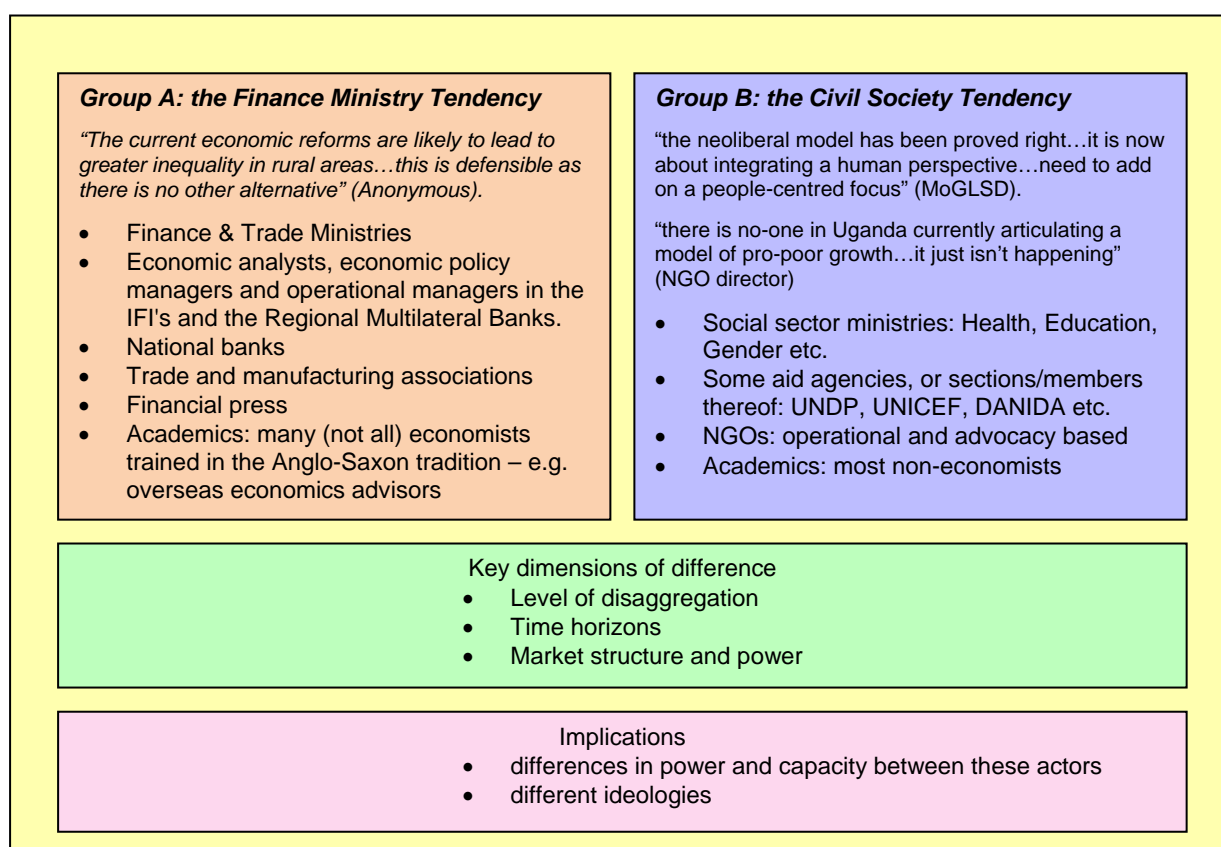 Group A: the Finance Ministry Tendency
“The current economic reforms are likely to lead to
greater inequality in rural areas…this is defensible as
there is no other alternative” (Anonymous).
• Finance & Trade Ministries
• Economic analysts, economic policy
managers and operational managers in the
IFI's and the Regional Multilateral Banks.
• National banks
• Trade and manufacturing associations
• Financial press
• Academics: many (not all) economists
trained in the Anglo-Saxon tradition – e.g.
overseas economics advisors
Group B: the Civil Society Tendency
“the neoliberal model has been proved right…it is now
about integrating a human perspective…need to add
on a people-centred focus” (MoGLSD).
“there is no-one in Uganda currently articulating a
model of pro-poor growth…it just isn’t happening”
(NGO director)
• Social sector ministries: Health, Education,
Gender etc.
• Some aid agencies, or sections/members
thereof: UNDP, UNICEF, DANIDA etc.
• NGOs: operational and advocacy based
• Academics: most non-economists
Key dimensions of difference
• Level of disaggregation
• Time horizons
• Market structure and power
Implications
• differences in power and capacity between these actors
• different ideologies